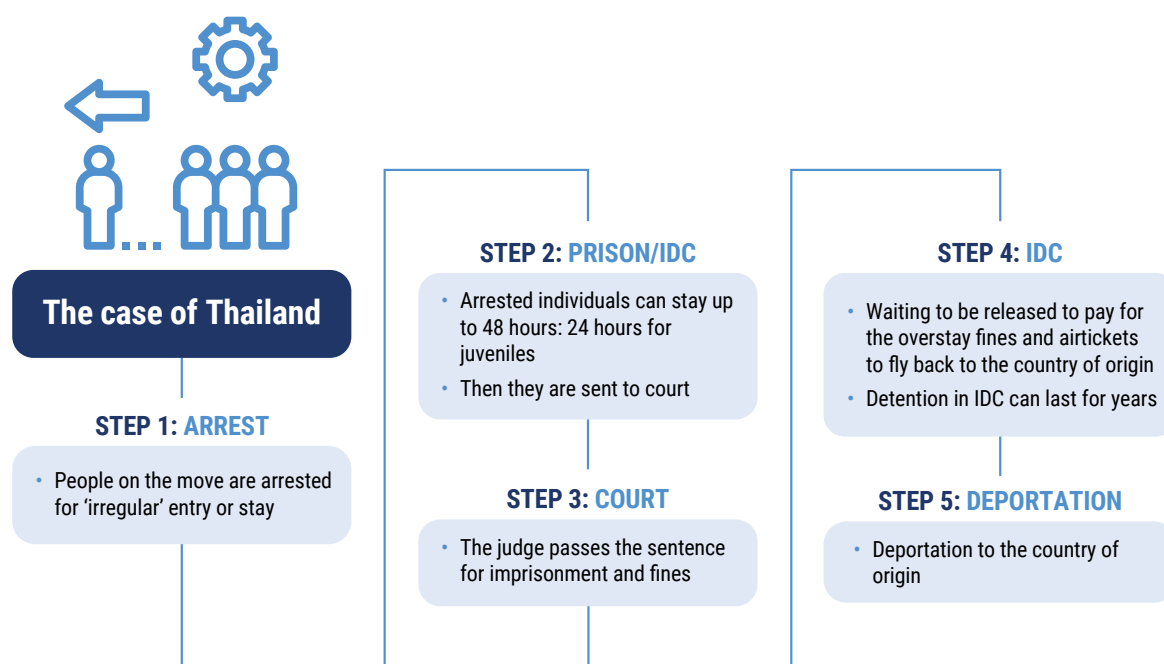 The case of Thailand
STEP 1: ARREST
• People on the move are arrested
for ‘irregular’ entry or stay
STEP 2: PRISON/IDC
• Arrested individuals can stay up
to 48 hours: 24 hours for
juveniles
• Then they are sent to court
STEP 3: COURT
• The judge passes the sentence
for imprisonment and fines
STEP 4: IDC
• Waiting to be released to pay for
the overstay fines and airtickets
to fly back to the country of origin
• Detention in IDC can last for years
STEP 5: DEPORTATION
• Deportation to the country of
origin